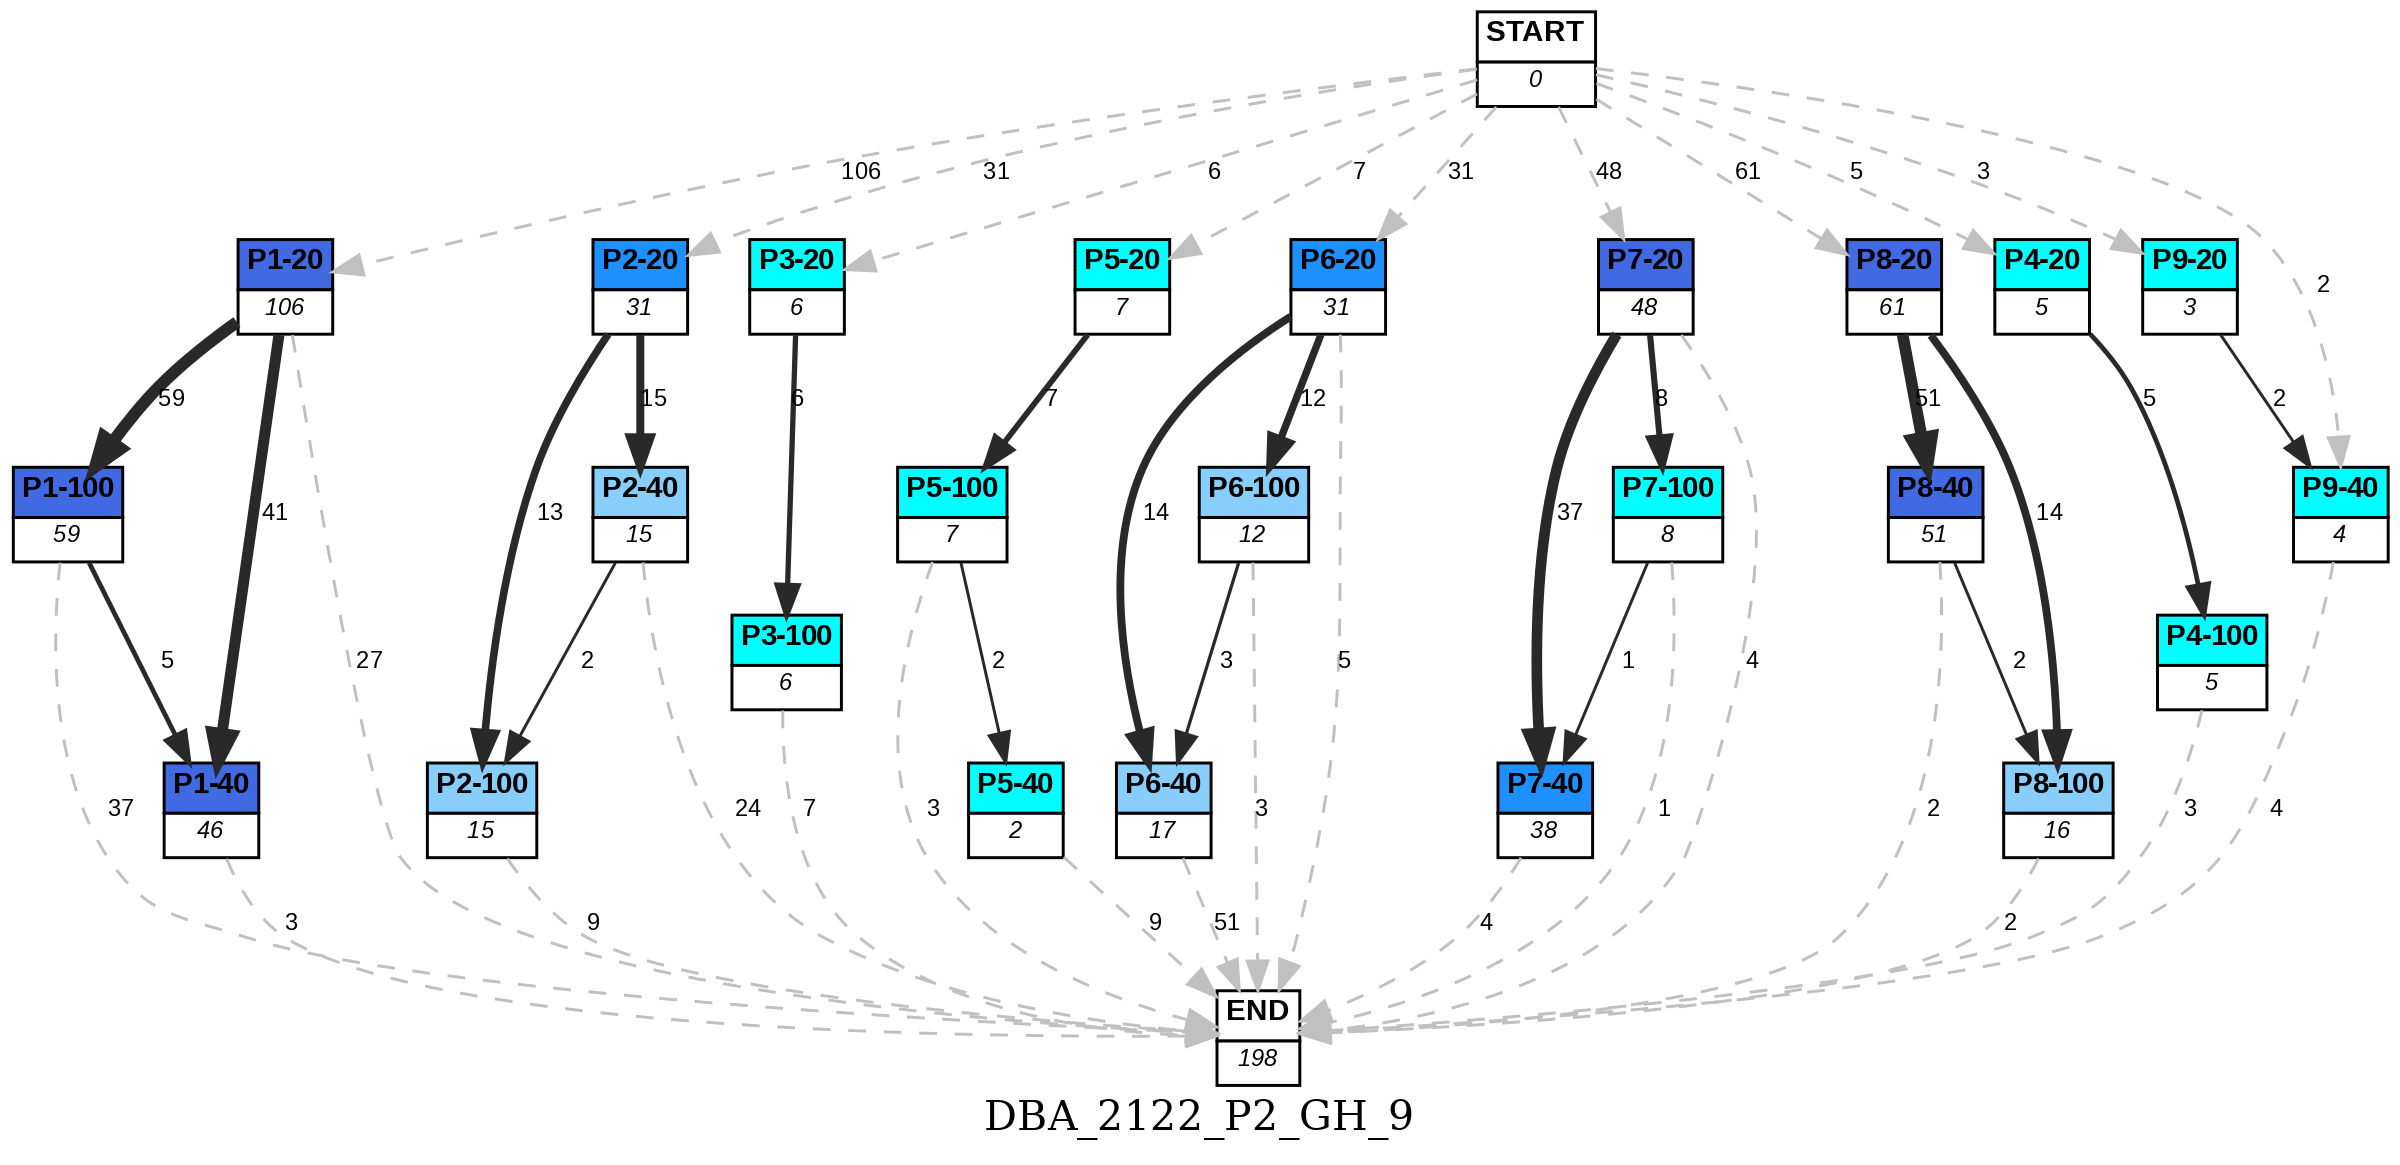 START
0
106
31
6
7
31
48
61
5
3
2
P1-20
106
P2-20
31
P3-20
6
P5-20
7
P6-20
31
P7-20
48
P8-20
61
P4-20
5
P9-20
3
59
15
6
7
12
8
51
5
2
P1-100
59
P2-40
15
P5-100
7
P6-100
12
P7-100
8
P8-40
51
P9-40
4
41
13
14
37
14
P3-100
6
P4-100
5
5
27
2
2
3
5
1
4
2
P1-40
46
P2-100
15
P5-40
2
P6-40
17
P7-40
38
P8-100
16
37
24
7
3
3
1
2
3
4
3
9
9
51
4
2
END
198
DBA_2122_P2_GH_9